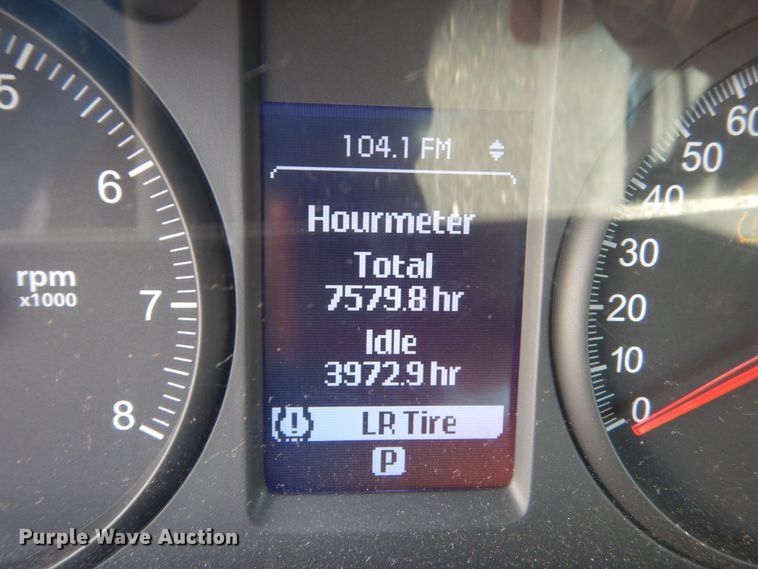 104.1 FM
Hourmeter
Total
7579.8 hr
Idle
3972.9 hr
LR Tire
P
5
6
7
8
rpm
x1000
60
50
40
30
20
10
0
BRAKE
Purple Wave Auction